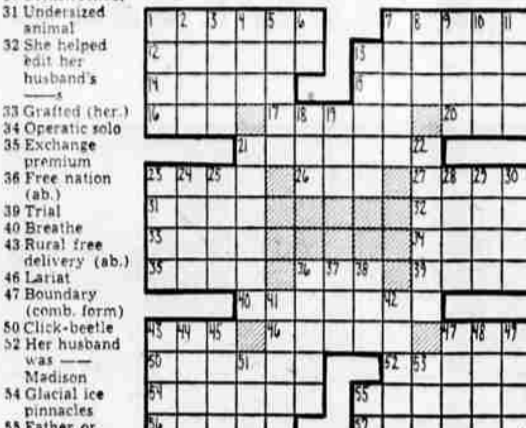 31 Undersized
animal
32 She helped
edit her
husband's
——s
33 Grafted (her.)
34 Operatic solo
35 Exchange
premium
36 Free nation
(ab.)
39 Trial
40 Breathe
43 Rural free
delivery (ab.)
46 Lariat
47 Boundary
(comb. form)
50 Click-beetle
52 Her husband
was ——
Madison
54 Glacial ice
pinnacles
55 Father or
1 2 3 4 5 6 7 8 9 10 11
12 13
14 15
16 17 18 19 20
21 22
23 24 25 26 27 28 29 30
31 32
33 34
35 36 37 38 39
40 41 42
43 44 45 46 47 48 49
50 51 52 53
54 55
56 57